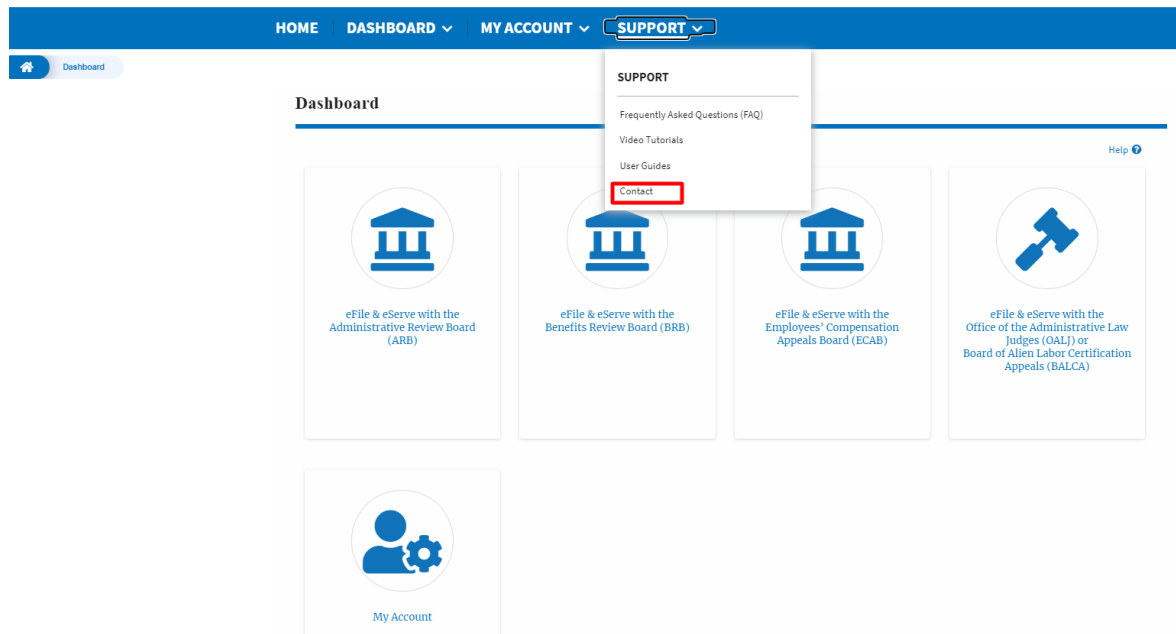 HOME DASHBOARD MY ACCOUNT SUPPORT
Dashboard
SUPPORT
Frequently Asked Questions (FAQ)
Video Tutorials
User Guides
Contact
Dashboard
Help
eFile & eServe with the
Administrative Review Board
(ARB)
eFile & eServe with the
Benefits Review Board (BRB)
eFile & eServe with the
Employees' Compensation
Appeals Board (ECAB)
eFile & eServe with the
Office of the Administrative Law
Judges (OALJ) or
Board of Alien Labor Certification
Appeals (BALCA)
My Account